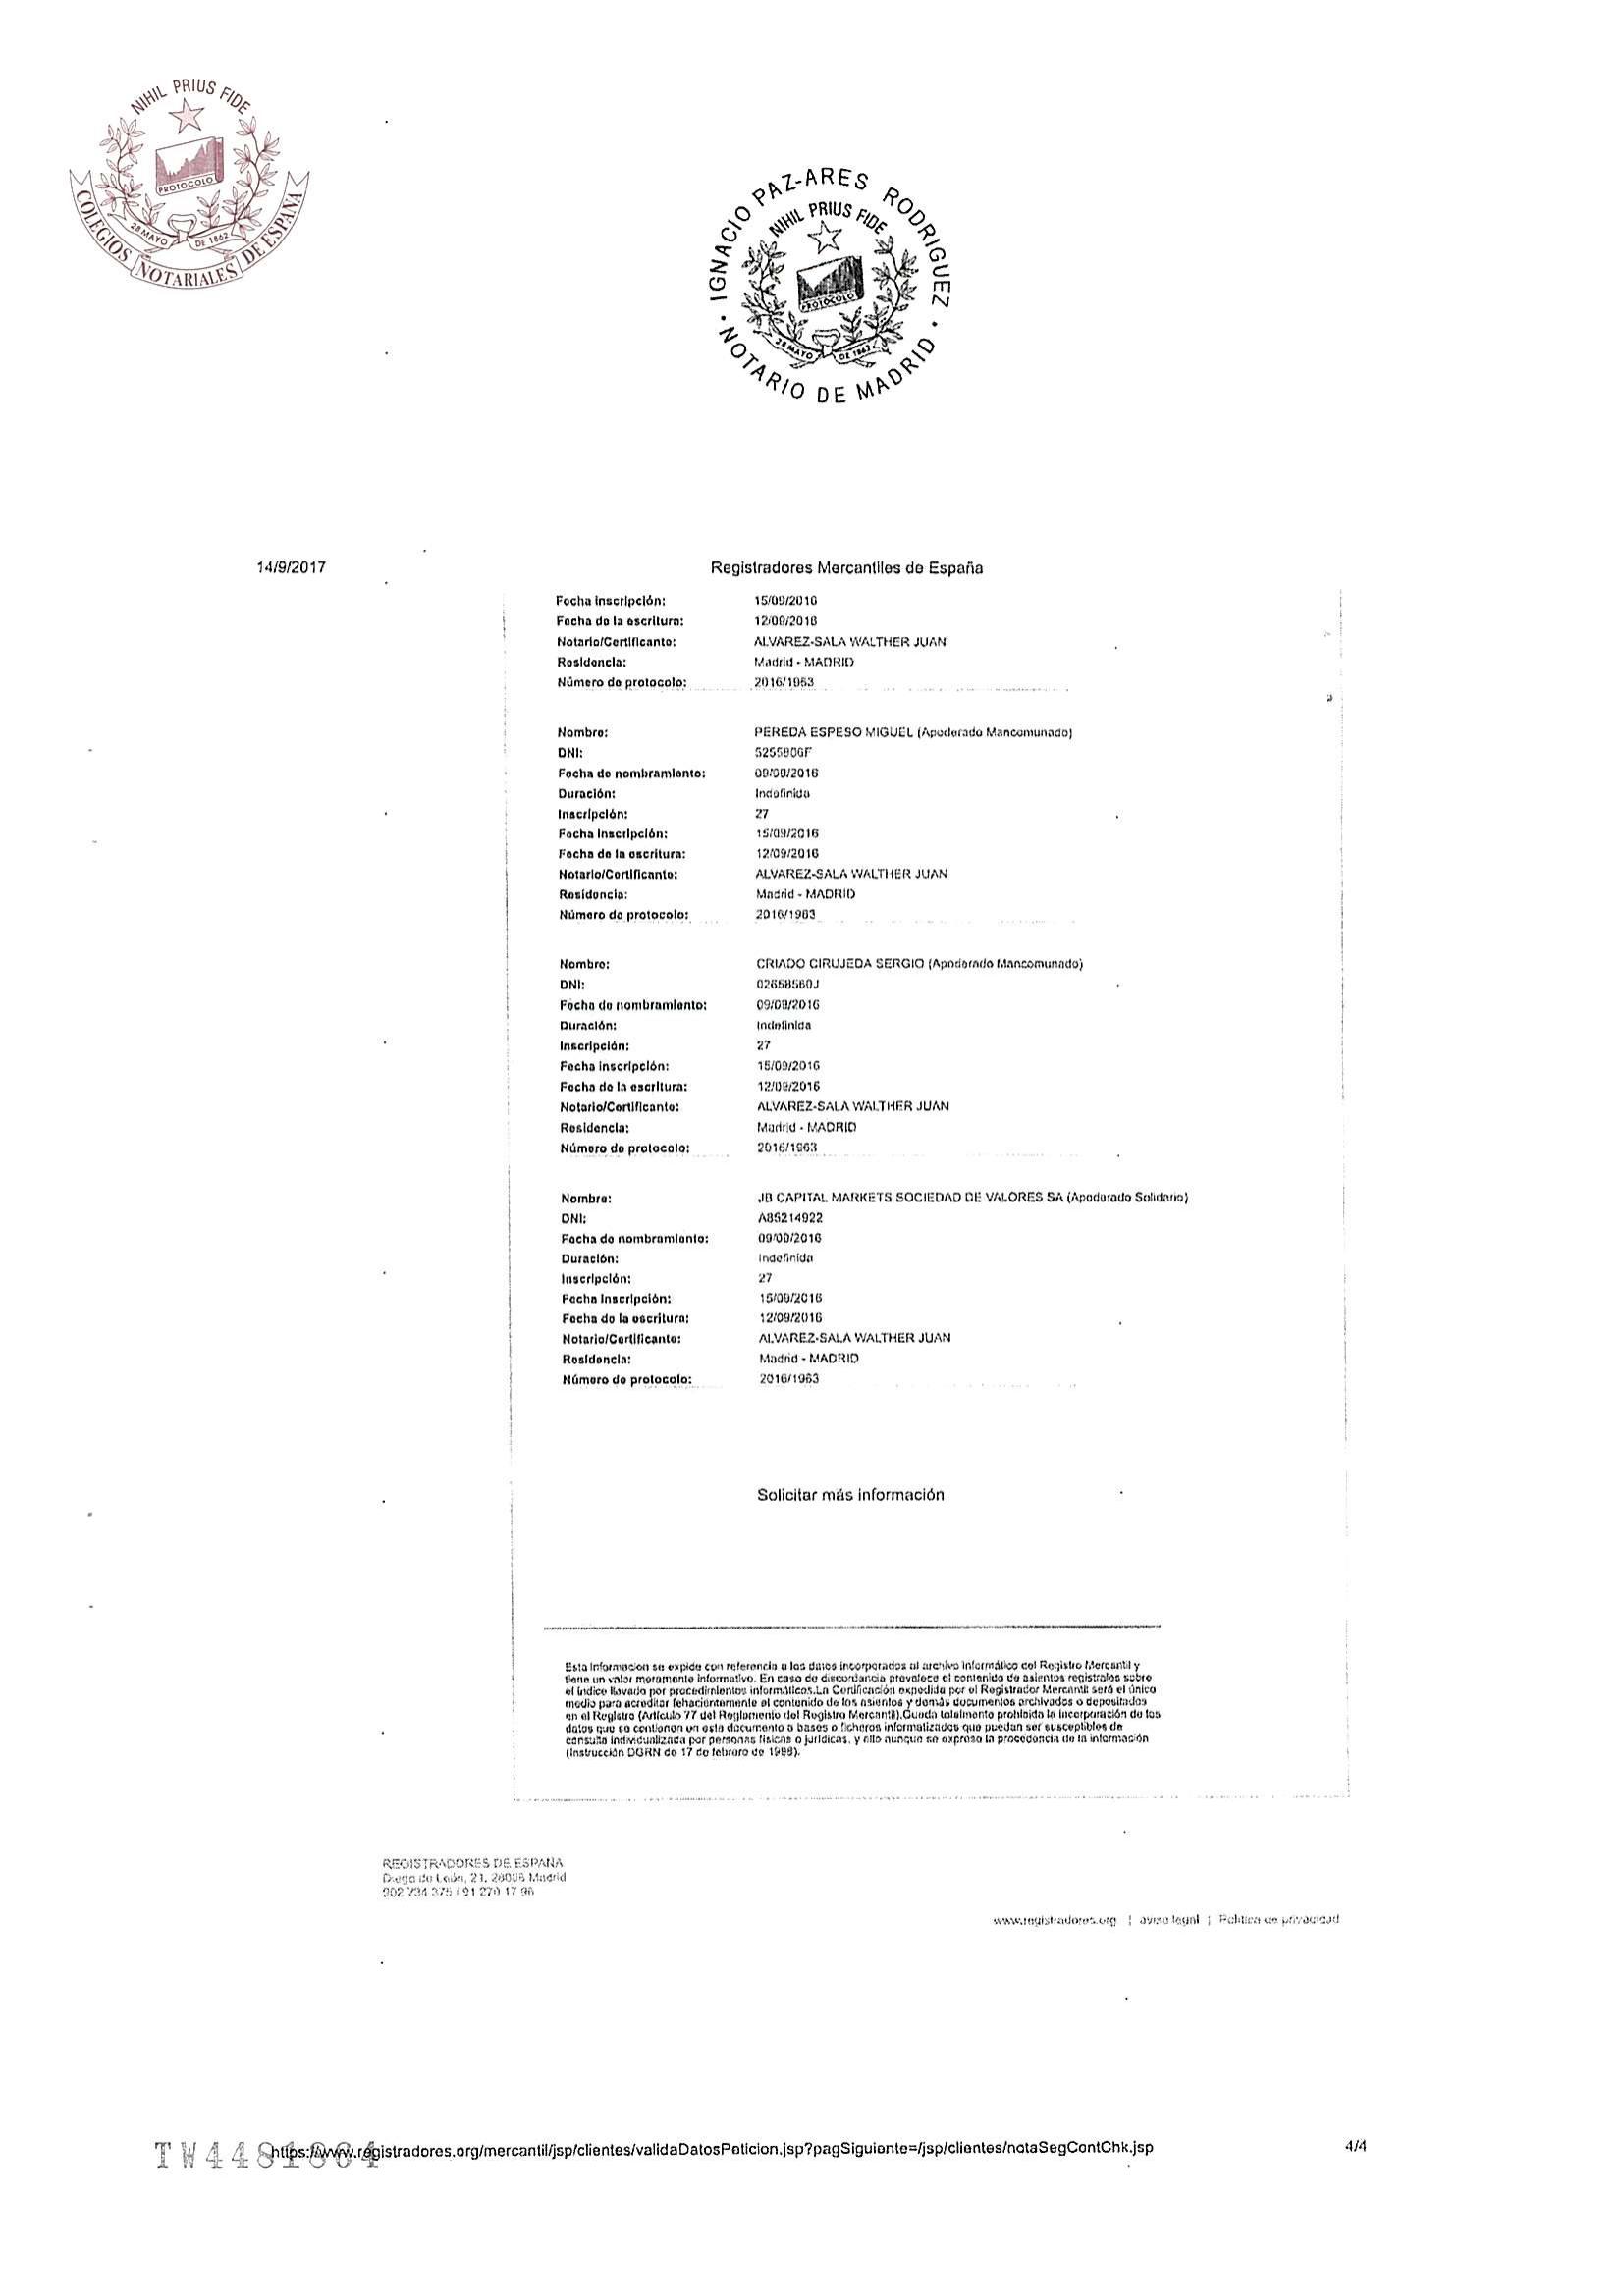 NIHIL PRIUS FIDE
PROTOCOLO
28 MAYO DE 1862
COLEGIOS NOTARIALES DE ESPAÑA
IGNACIO PAZ-ARES RODRIGUEZ
NIHIL PRIUS FIDE
PROTOCOLO
28 MAYO DE 1862
· NOTARIO DE MADRID ·
14/9/2017 Registradores Mercantiles de España
Fecha inscripción: 15/09/2016
Fecha de la escritura: 12/09/2016
Notario/Certificante: ALVAREZ-SALA WALTHER JUAN
Residencia: Madrid - MADRID
Número de protocolo: 2016/1963
Nombre: PEREDA ESPESO MIGUEL (Apoderado Mancomunado)
DNI: 5255806F
Fecha de nombramiento: 09/09/2016
Duración: Indefinida
Inscripción: 27
Fecha inscripción: 15/09/2016
Fecha de la escritura: 12/09/2016
Notario/Certificante: ALVAREZ-SALA WALTHER JUAN
Residencia: Madrid - MADRID
Número de protocolo: 2016/1963
Nombre: CRIADO CIRUJEDA SERGIO (Apoderado Mancomunado)
DNI: 02658560J
Fecha de nombramiento: 09/09/2016
Duración: Indefinida
Inscripción: 27
Fecha inscripción: 15/09/2016
Fecha de la escritura: 12/09/2016
Notario/Certificante: ALVAREZ-SALA WALTHER JUAN
Residencia: Madrid - MADRID
Número de protocolo: 2016/1963
Nombre: JB CAPITAL MARKETS SOCIEDAD DE VALORES SA (Apoderado Solidario)
DNI: A85214922
Fecha de nombramiento: 09/09/2016
Duración: Indefinida
Inscripción: 27
Fecha inscripción: 15/09/2016
Fecha de la escritura: 12/09/2016
Notario/Certificante: ALVAREZ-SALA WALTHER JUAN
Residencia: Madrid - MADRID
Número de protocolo: 2016/1963
Solicitar más información
Esta información se expide con referencia a los datos incorporados al archivo informático del Registro Mercantil y
tiene un valor meramente informativo. En caso de discordancia prevalece el contenido de asientos registrales sobre
el índice llevado por procedimientos informáticos.La Certificación expedida por el Registrador Mercantil será el único
medio para acreditar fehacientemente el contenido de los asientos y demás documentos archivados o depositados
en el Registro (Artículo 77 del Reglamento del Registro Mercantil).Queda totalmente prohibida la incorporación de los
datos que se contienen en este documento a bases o ficheros informatizados que puedan ser susceptibles de
consulta individualizada por personas físicas o jurídicas, y ello aunque se exprese la procedencia de la información
(Instrucción DGRN de 17 de febrero de 1998).
REGISTRADORES DE ESPAÑA
Diego de León, 21. 28006 Madrid
902 734 375 / 91 270 17 96
www.registradores.org | aviso legal | Política de privacidad
TW4481864
https://www.registradores.org/mercantil/jsp/clientes/validaDatosPeticion.jsp?pagSiguiente=/jsp/clientes/notaSegContChk.jsp 4/4